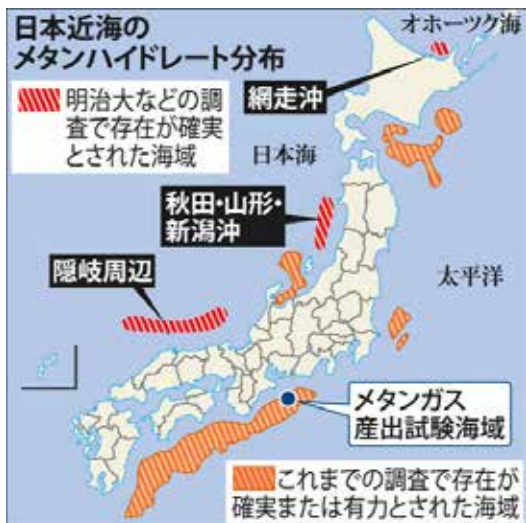 日本近海の
メタンハイドレート分布
明治大などの調
査で存在が確実
とされた海域
オホーツク海
網走沖
日本海
秋田・山形・
新潟沖
隠岐周辺
太平洋
メタンガス
産出試験海域
これまでの調査で存在が
確実または有力とされた海域